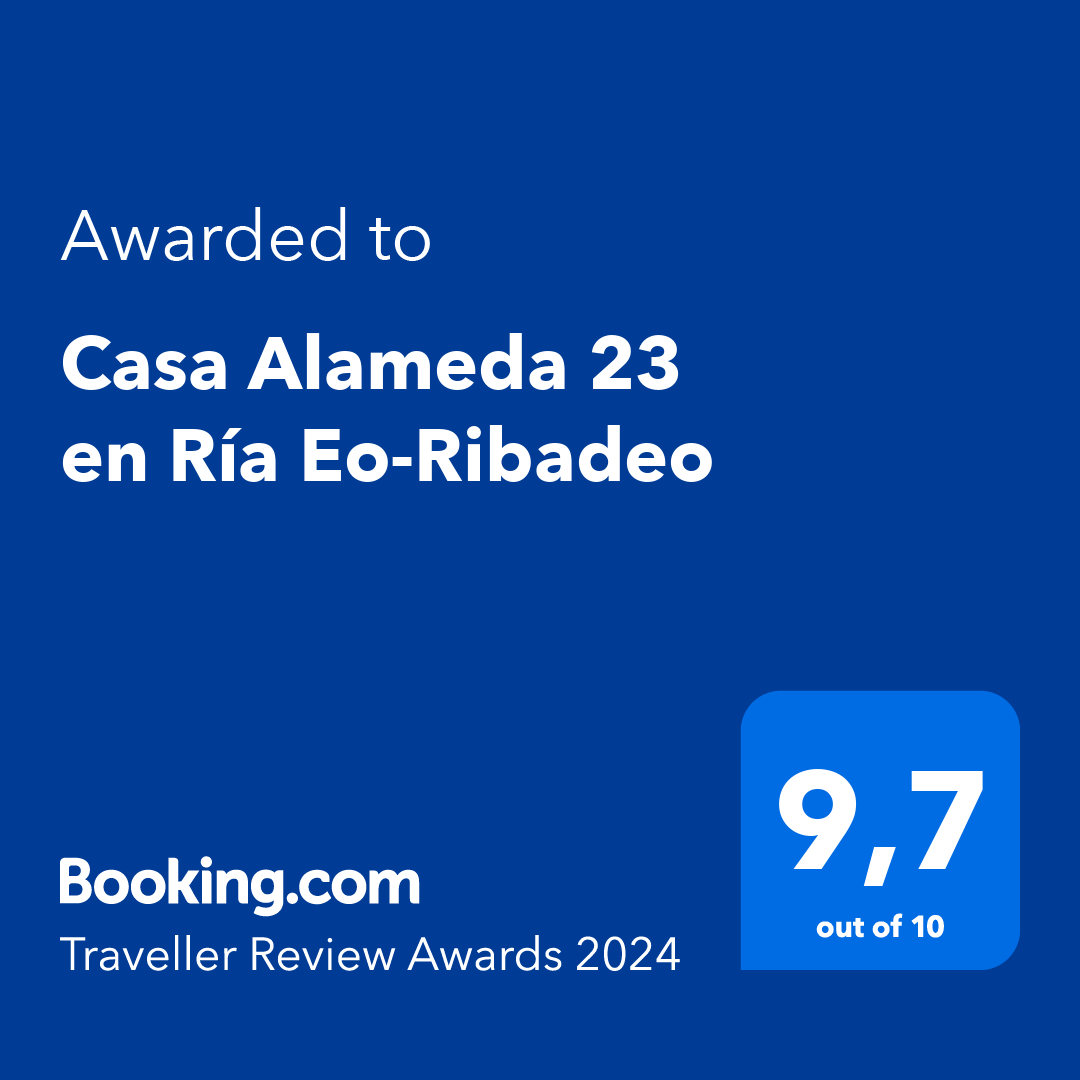 Awarded to
Casa Alameda 23
en Ría Eo-Ribadeo
9,7
out of 10
Booking.com
Traveller Review Awards 2024